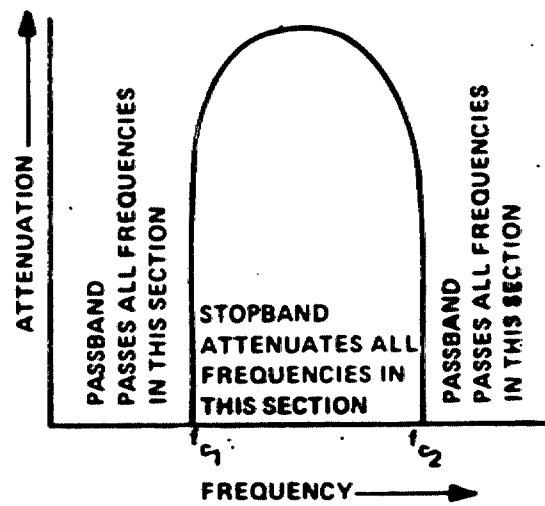 ATTENUATION
PASSBAND
PASSES ALL FREQUENCIES
IN THIS SECTION
STOPBAND
ATTENUATES ALL
FREQUENCIES IN
THIS SECTION
PASSBAND
PASSES ALL FREQUENCIES
IN THIS SECTION
fc1
fc2
FREQUENCY